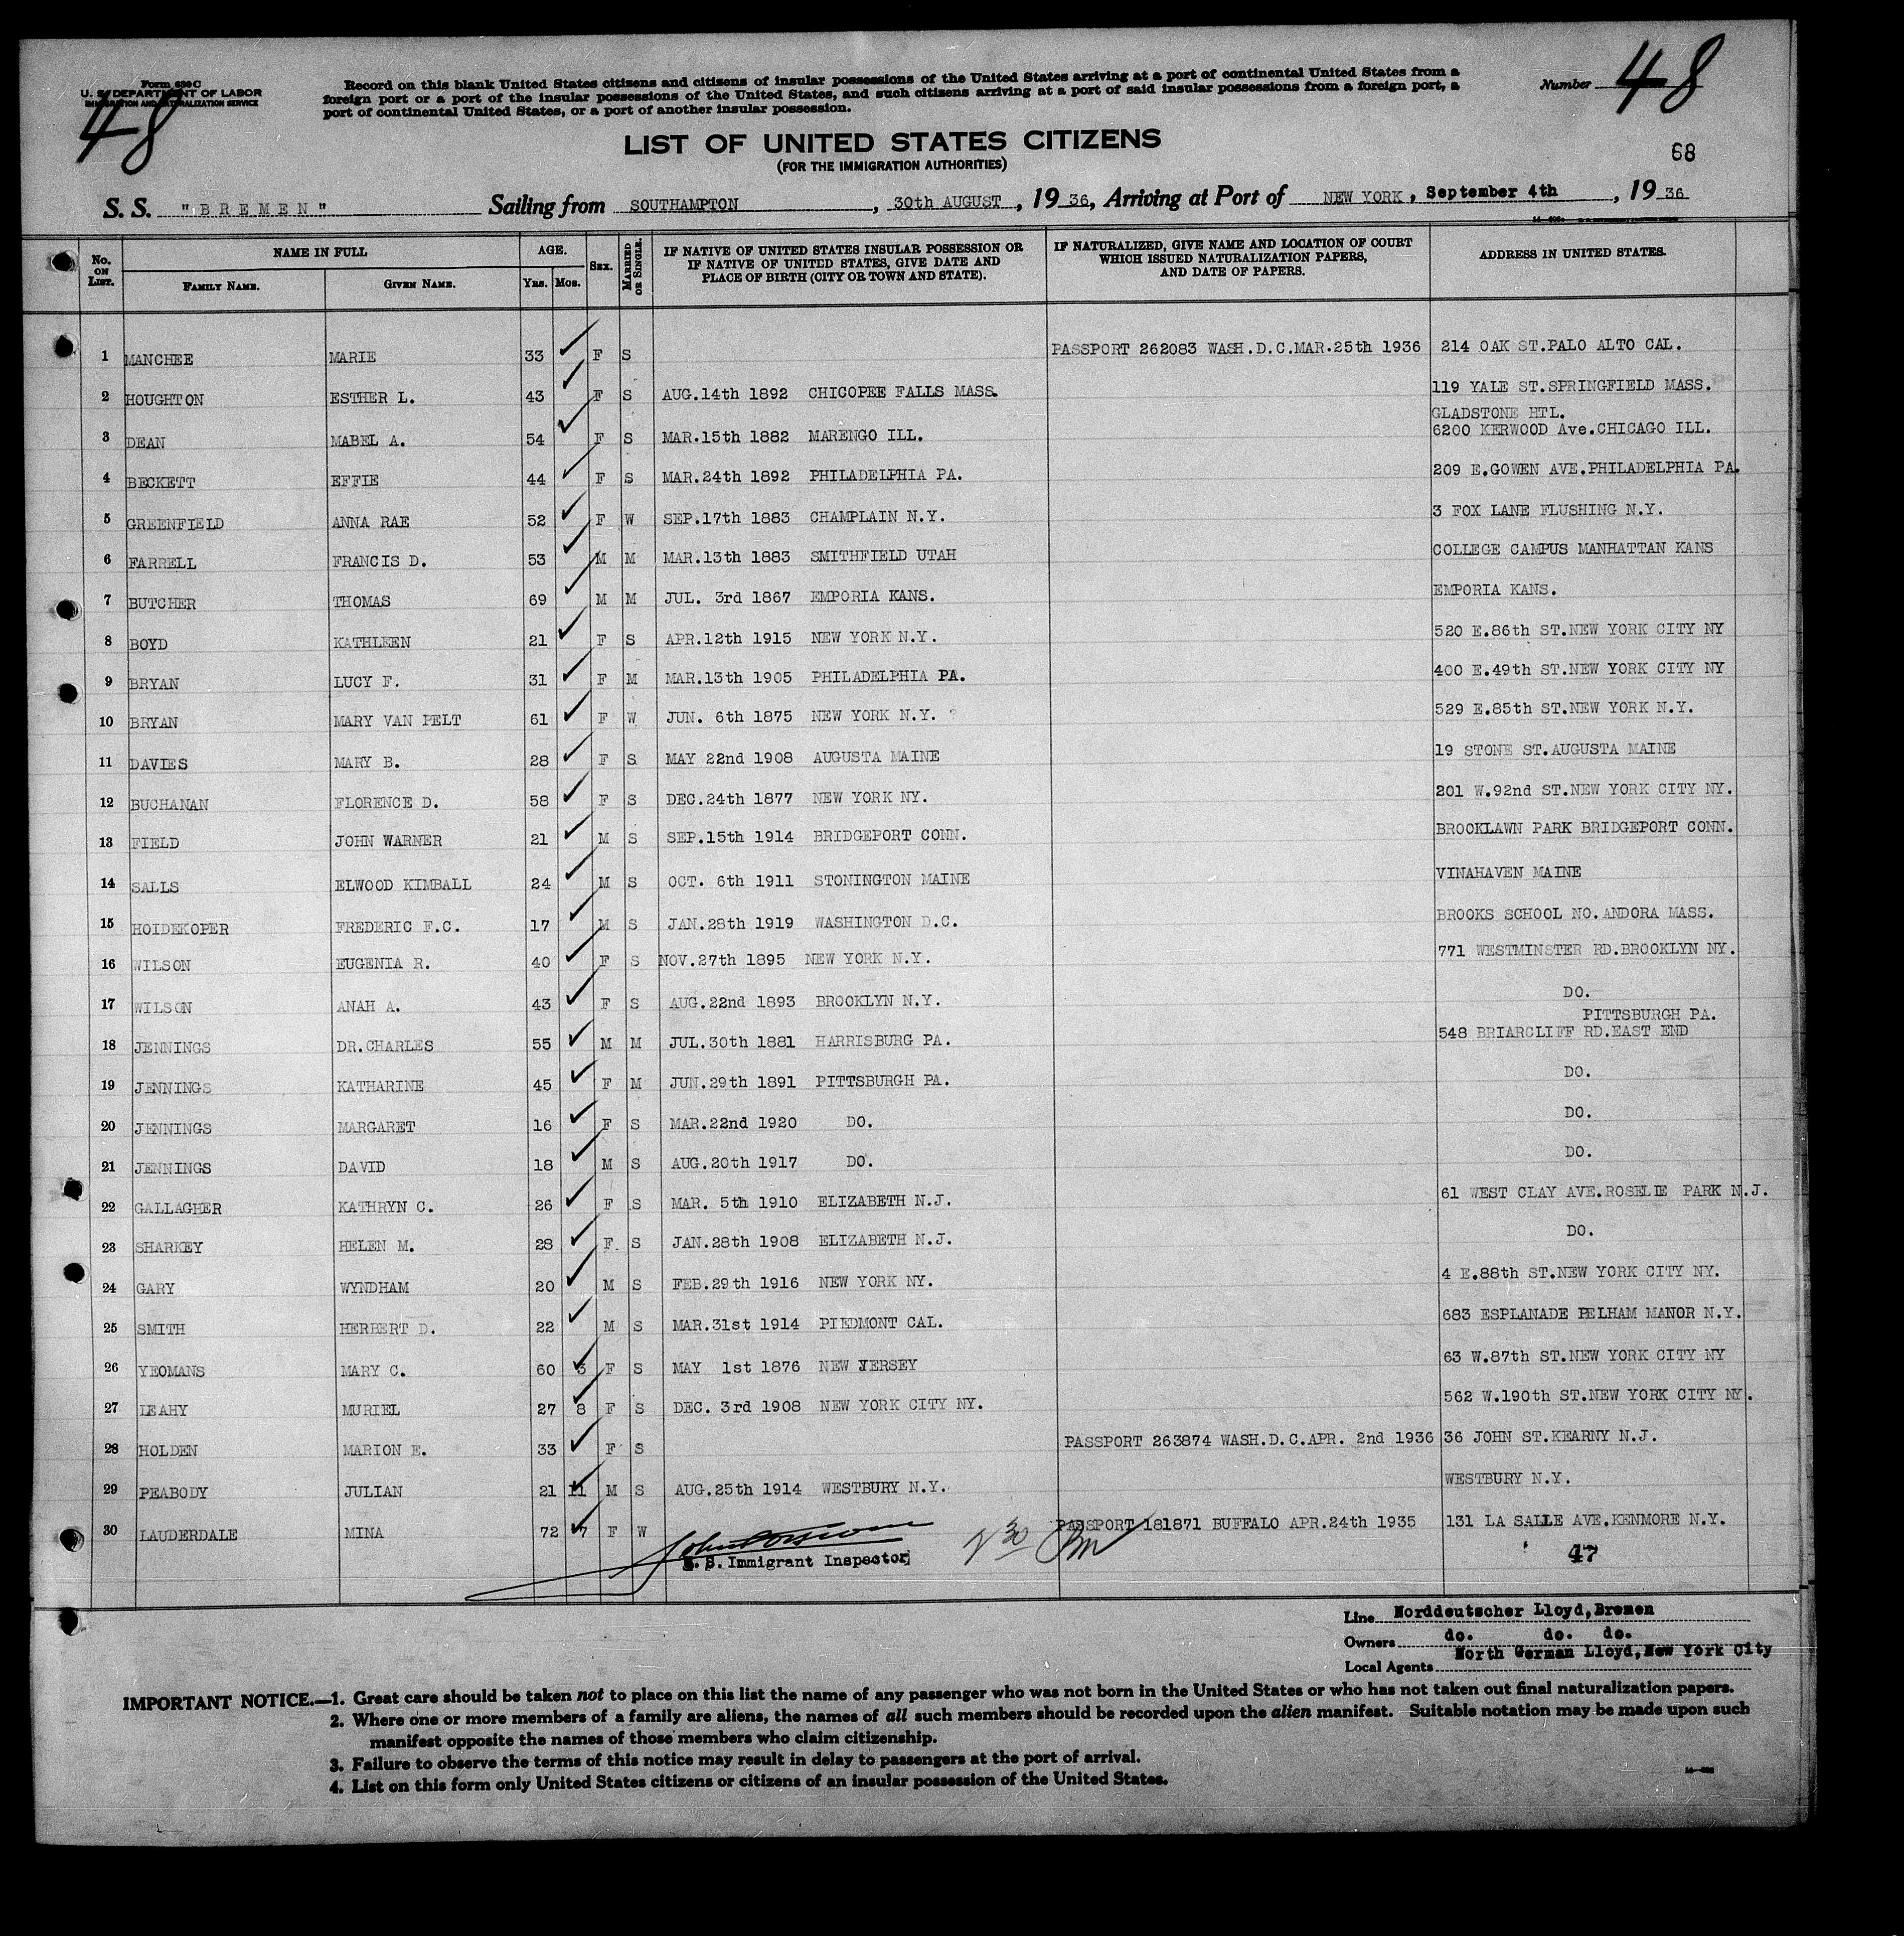 Form 630C
U. S. DEPARTMENT OF LABOR
IMMIGRATION AND NATURALIZATION SERVICE
48
Record on this blank United States citizens and citizens of insular possessions of the United States arriving at a port of continental United States from a
foreign port or a port of the insular possessions of the United States, and such citizens arriving at a port of said insular possessions from a foreign port, a
port of continental United States, or a port of another insular possession.
Number 48
LIST OF UNITED STATES CITIZENS
(FOR THE IMMIGRATION AUTHORITIES)
68
S. S. "BREMEN" Sailing from SOUTHAMPTON, 30th AUGUST, 19 36, Arriving at Port of NEW YORK, September 4th, 19 36
No. ON LIST. NAME IN FULL FAMILY NAME. GIVEN NAME. AGE. YRS. MOS. SEX. MARRIED OR SINGLE. IF NATIVE OF UNITED STATES INSULAR POSSESSION OR IF NATIVE OF UNITED STATES, GIVE DATE AND PLACE OF BIRTH (CITY OR TOWN AND STATE). IF NATURALIZED, GIVE NAME AND LOCATION OF COURT WHICH ISSUED NATURALIZATION PAPERS, AND DATE OF PAPERS. ADDRESS IN UNITED STATES.
1 MANCHEE MARIE 33 F S PASSPORT 262083 WASH.D.C.MAR.25th 1936 214 OAK ST.PALO ALTO CAL.
2 HOUGHTON ESTHER L. 43 F S AUG.14th 1892 CHICOPEE FALLS MASS. 119 YALE ST.SPRINGFIELD MASS.
GLADSTONE HTL.
3 DEAN MABEL A. 54 F S MAR.15th 1882 MARENGO ILL. 6200 KERWOOD Ave.CHICAGO ILL.
4 BECKETT EFFIE 44 F S MAR.24th 1892 PHILADELPHIA PA. 209 E.GOWEN AVE.PHILADELPHIA PA.
5 GREENFIELD ANNA RAE 52 F W SEP.17th 1883 CHAMPLAIN N.Y. 3 FOX LANE FLUSHING N.Y.
6 FARRELL FRANCIS D. 53 M M MAR.13th 1883 SMITHFIELD UTAH COLLEGE CAMPUS MANHATTAN KANS
7 BUTCHER THOMAS 69 M M JUL. 3rd 1867 EMPORIA KANS. EMPORIA KANS.
8 BOYD KATHLEEN 21 F S APR.12th 1915 NEW YORK N.Y. 520 E.86th ST.NEW YORK CITY NY
9 BRYAN LUCY F. 31 F M MAR.13th 1905 PHILADELPHIA PA. 400 E.49th ST.NEW YORK CITY NY
10 BRYAN MARY VAN PELT 61 F W JUN. 6th 1875 NEW YORK N.Y. 529 E.85th ST.NEW YORK N.Y.
11 DAVIES MARY B. 28 F S MAY 22nd 1908 AUGUSTA MAINE 19 STONE ST.AUGUSTA MAINE
12 BUCHANAN FLORENCE D. 58 F S DEC.24th 1877 NEW YORK NY. 201 W.92nd ST.NEW YORK CITY NY.
13 FIELD JOHN WARNER 21 M S SEP.15th 1914 BRIDGEPORT CONN. BROOKLAWN PARK BRIDGEPORT CONN.
14 SALLS ELWOOD KIMBALL 24 M S OCT. 6th 1911 STONINGTON MAINE VINAHAVEN MAINE
15 HOIDEKOPER FREDERIC F.C. 17 M S JAN.28th 1919 WASHINGTON D.C. BROOKS SCHOOL NO.ANDORA MASS.
16 WILSON EUGENIA R. 40 F S NOV.27th 1895 NEW YORK N.Y. 771 WESTMINSTER RD.BROOKLYN NY.
17 WILSON ANAH A. 43 F S AUG.22nd 1893 BROOKLYN N.Y. DO.
PITTSBURGH PA.
18 JENNINGS DR.CHARLES 55 M M JUL.30th 1881 HARRISBURG PA. 548 BRIARCLIFF RD.EAST END
19 JENNINGS KATHARINE 45 F M JUN.29th 1891 PITTSBURGH PA. DO.
20 JENNINGS MARGARET 16 F S MAR.22nd 1920 DO. DO.
21 JENNINGS DAVID 18 M S AUG.20th 1917 DO. DO.
22 GALLAGHER KATHRYN C. 26 F S MAR. 5th 1910 ELIZABETH N.J. 61 WEST CLAY AVE.ROSELIE PARK N.J.
23 SHARKEY HELEN M. 28 F. S JAN.28th 1908 ELIZABETH N.J. DO.
24 GARY WYNDHAM 20 M S FEB.29th 1916 NEW YORK NY. 4 E.88th ST.NEW YORK CITY NY.
25 SMITH HERBERT D. 22 M S MAR.31st 1914 PIEDMONT CAL. 683 ESPLANADE PELHAM MANOR N.Y.
26 YEOMANS MARY C. 60 3 F S MAY 1st 1876 NEW JERSEY 63 W.87th ST.NEW YORK CITY NY
27 LEAHY MURIEL 27 8 F S DEC. 3rd 1908 NEW YORK CITY NY. 562 W.190th ST.NEW YORK CITY NY.
28 HOLDEN MARION E. 33 F S PASSPORT 263874 WASH.D.C.APR. 2nd 1936 36 JOHN ST.KEARNY N.J.
29 PEABODY JULIAN 21 11 M S AUG.25th 1914 WESTBURY N.Y. WESTBURY N.Y.
30 LAUDERDALE MINA 72 7 F W PASSPORT 181871 BUFFALO APR.24th 1935 131 LA SALLE AVE.KENMORE N.Y.
U. S. Immigrant Inspector
47
Line Norddeutscher Lloyd,Bremen
Owners do. do. do.
Local Agents North German Lloyd,New York City
IMPORTANT NOTICE.—1. Great care should be taken not to place on this list the name of any passenger who was not born in the United States or who has not taken out final naturalization papers.
2. Where one or more members of a family are aliens, the names of all such members should be recorded upon the alien manifest. Suitable notation may be made upon such
manifest opposite the names of those members who claim citizenship.
3. Failure to observe the terms of this notice may result in delay to passengers at the port of arrival.
4. List on this form only United States citizens or citizens of an insular possession of the United States.